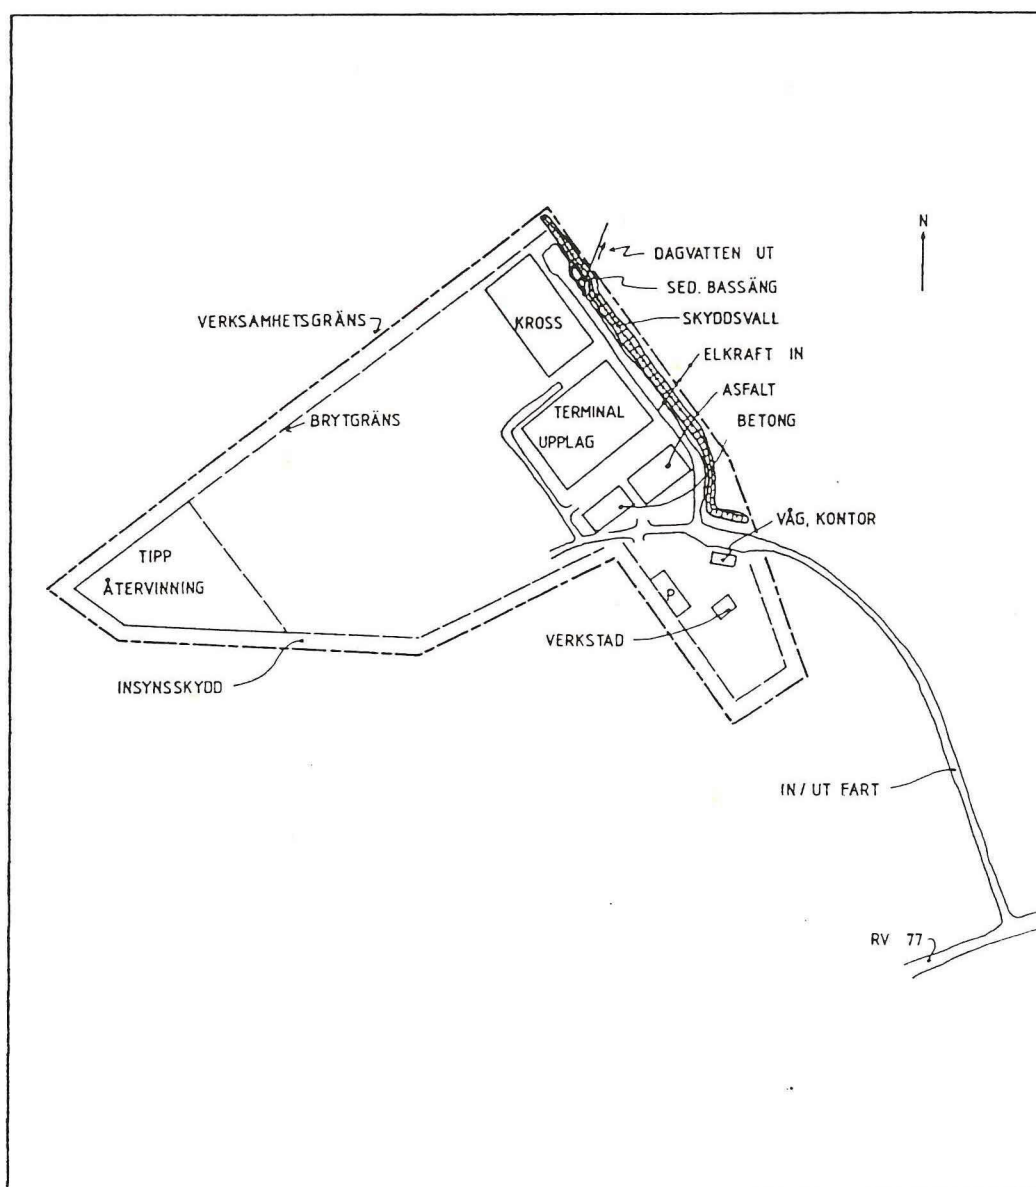 N
DAGVATTEN UT
SED. BASSÄNG
VERKSAMHETSGRÄNS
KROSS
SKYDDSVALL
ELKRAFT IN
ASFALT
BRYTGRÄNS
TERMINAL
UPPLAG
BETONG
VÅG, KONTOR
TIPP
ÅTERVINNING
P
VERKSTAD
INSYNSSKYDD
IN / UT FART
RV 77